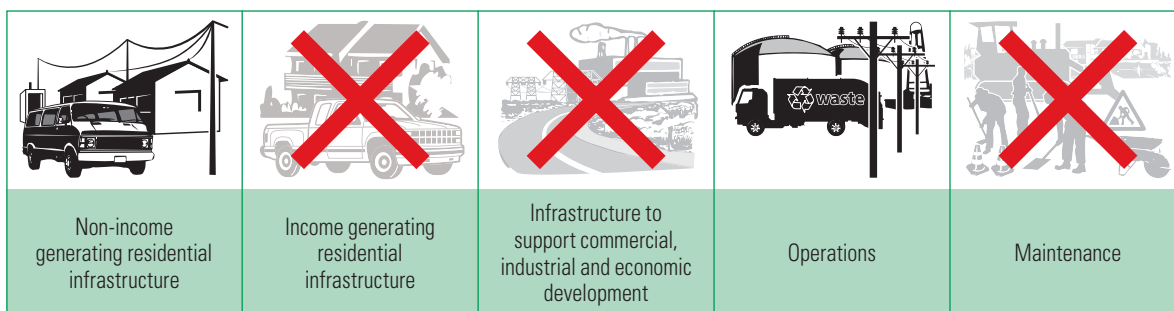 waste
Non-income
generating residential
infrastructure
Income generating
residential
infrastructure
Infrastructure to
support commercial,
industrial and economic
development
Operations
Maintenance